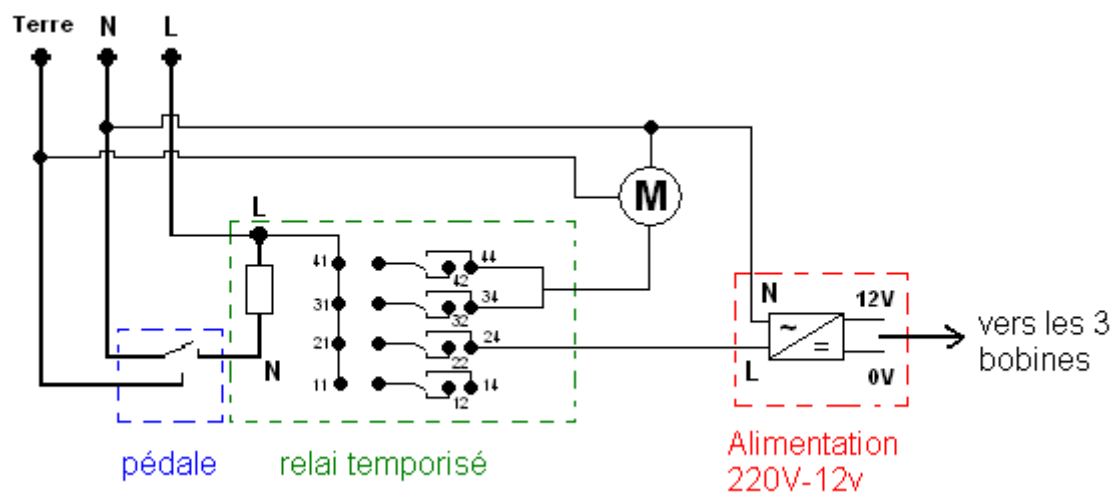 Terre N L
L
M
41 44
42
31 34
32
21 24
22
11 14
12
N
N 12V
~
=
L 0V
vers les 3
bobines
pédale
relai temporisé
Alimentation
220V-12v